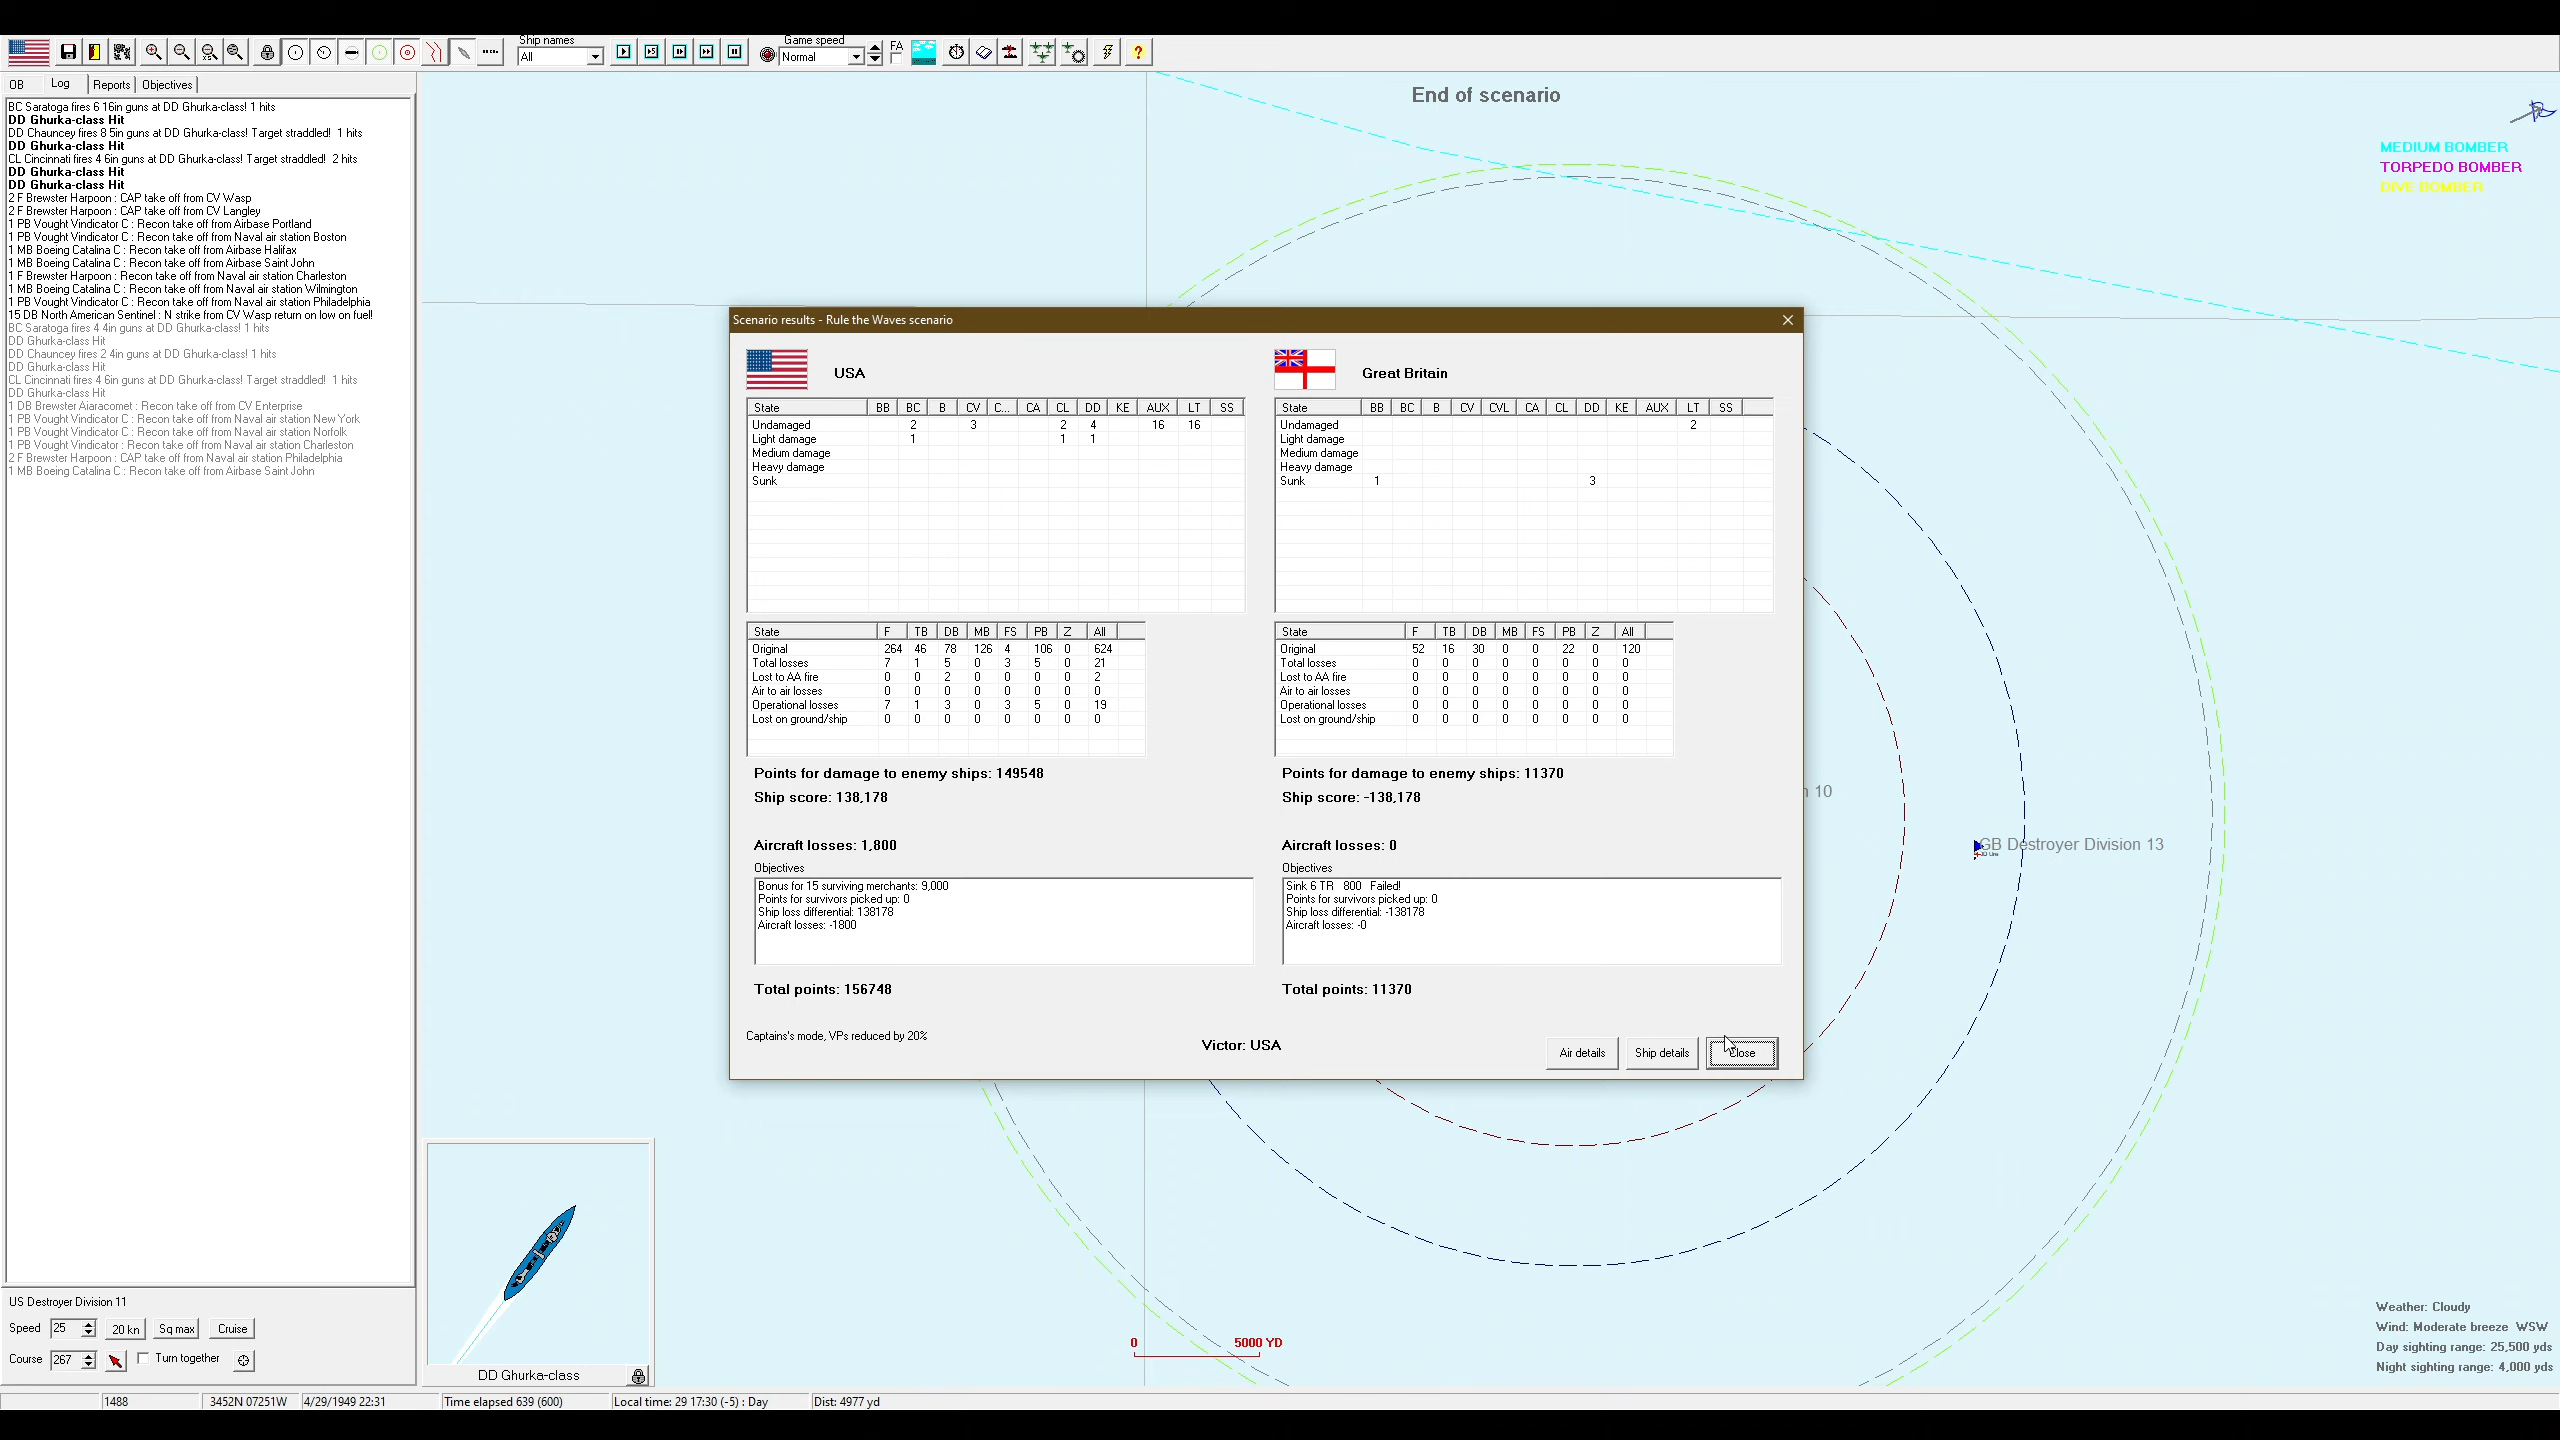 Ship names
All
Game speed
Normal
FA
OB Log Reports Objectives
BC Saratoga fires 6 16in guns at DD Ghurka-class! 1 hits
DD Ghurka-class Hit
DD Chauncey fires 8 5in guns at DD Ghurka-class! Target straddled! 1 hits
DD Ghurka-class Hit
CL Cincinnati fires 4 6in guns at DD Ghurka-class! Target straddled! 2 hits
DD Ghurka-class Hit
DD Ghurka-class Hit
2 F Brewster Harpoon : CAP take off from CV Wasp
2 F Brewster Harpoon : CAP take off from CV Langley
1 PB Vought Vindicator C : Recon take off from Airbase Portland
1 PB Vought Vindicator C : Recon take off from Naval air station Boston
1 MB Boeing Catalina C : Recon take off from Airbase Halifax
1 MB Boeing Catalina C : Recon take off from Airbase Saint John
1 F Brewster Harpoon : Recon take off from Naval air station Charleston
1 MB Boeing Catalina C : Recon take off from Naval air station Wilmington
1 PB Vought Vindicator C : Recon take off from Naval air station Philadelphia
15 DB North American Sentinel : N strike from CV Wasp return on low on fuel!
BC Saratoga fires 4 4in guns at DD Ghurka-class! 1 hits
DD Ghurka-class Hit
DD Chauncey fires 2 4in guns at DD Ghurka-class! 1 hits
DD Ghurka-class Hit
CL Cincinnati fires 4 6in guns at DD Ghurka-class! Target straddled! 1 hits
DD Ghurka-class Hit
1 DB Brewster Aiaracomet : Recon take off from CV Enterprise
1 PB Vought Vindicator C : Recon take off from Naval air station New York
1 PB Vought Vindicator C : Recon take off from Naval air station Norfolk
1 PB Vought Vindicator : Recon take off from Naval air station Charleston
2 F Brewster Harpoon : CAP take off from Naval air station Philadelphia
1 MB Boeing Catalina C : Recon take off from Airbase Saint John
End of scenario
MEDIUM BOMBER
TORPEDO BOMBER
DIVE BOMBER
Scenario results - Rule the Waves scenario
USA
State BB BC B CV C... CA CL DD KE AUX LT SS
Undamaged 2 3 2 4 16 16
Light damage 1 1 1
Medium damage
Heavy damage
Sunk
State F TB DB MB FS PB Z All
Original 264 46 78 126 4 106 0 624
Total losses 7 1 5 0 3 5 0 21
Lost to AA fire 0 0 2 0 0 0 0 2
Air to air losses 0 0 0 0 0 0 0 0
Operational losses 7 1 3 0 3 5 0 19
Lost on ground/ship 0 0 0 0 0 0 0 0
Points for damage to enemy ships: 149548
Ship score: 138,178
Aircraft losses: 1,800
Objectives
Bonus for 15 surviving merchants: 9,000
Points for survivors picked up: 0
Ship loss differential: 138178
Aircraft losses: -1800
Total points: 156748
Great Britain
State BB BC B CV CVL CA CL DD KE AUX LT SS
Undamaged 2
Light damage
Medium damage
Heavy damage
Sunk 1 3
State F TB DB MB FS PB Z All
Original 52 16 30 0 0 22 0 120
Total losses 0 0 0 0 0 0 0 0
Lost to AA fire 0 0 0 0 0 0 0 0
Air to air losses 0 0 0 0 0 0 0 0
Operational losses 0 0 0 0 0 0 0 0
Lost on ground/ship 0 0 0 0 0 0 0 0
Points for damage to enemy ships: 11370
Ship score: -138,178
Aircraft losses: 0
Objectives
Sink 6 TR 800 Failed!
Points for survivors picked up: 0
Ship loss differential: -138178
Aircraft losses: -0
Total points: 11370
Captains's mode, VPs reduced by 20%
Victor: USA
Air details Ship details Close
10
GB Destroyer Division 13
US Destroyer Division 11
Speed 25 20 kn Sq max Cruise
Course 267 Turn together
DD Ghurka-class
0 5000 YD
Weather: Cloudy
Wind: Moderate breeze WSW
Day sighting range: 25,500 yds
Night sighting range: 4,000 yds
1488 3452N 07251W 4/29/1949 22:31 Time elapsed 639 (600) Local time: 29 17:30 (-5) : Day Dist: 4977 yd